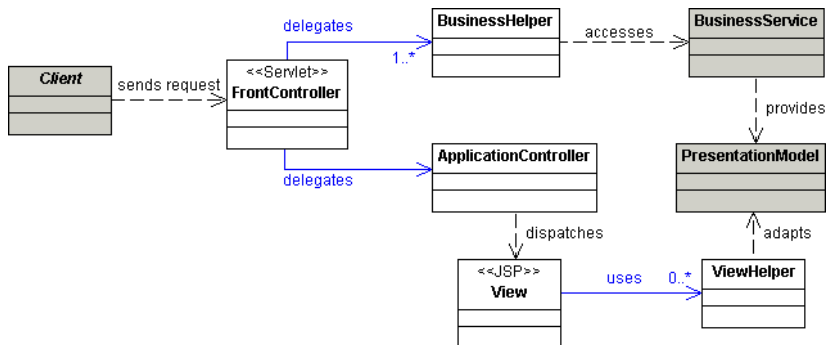 delegates
BusinessHelper
accesses
BusinessService
1..*
Client
sends request
<<Servlet>>
FrontController
provides
delegates
ApplicationController
PresentationModel
dispatches
adapts
<<JSP>>
View
uses
0..*
ViewHelper